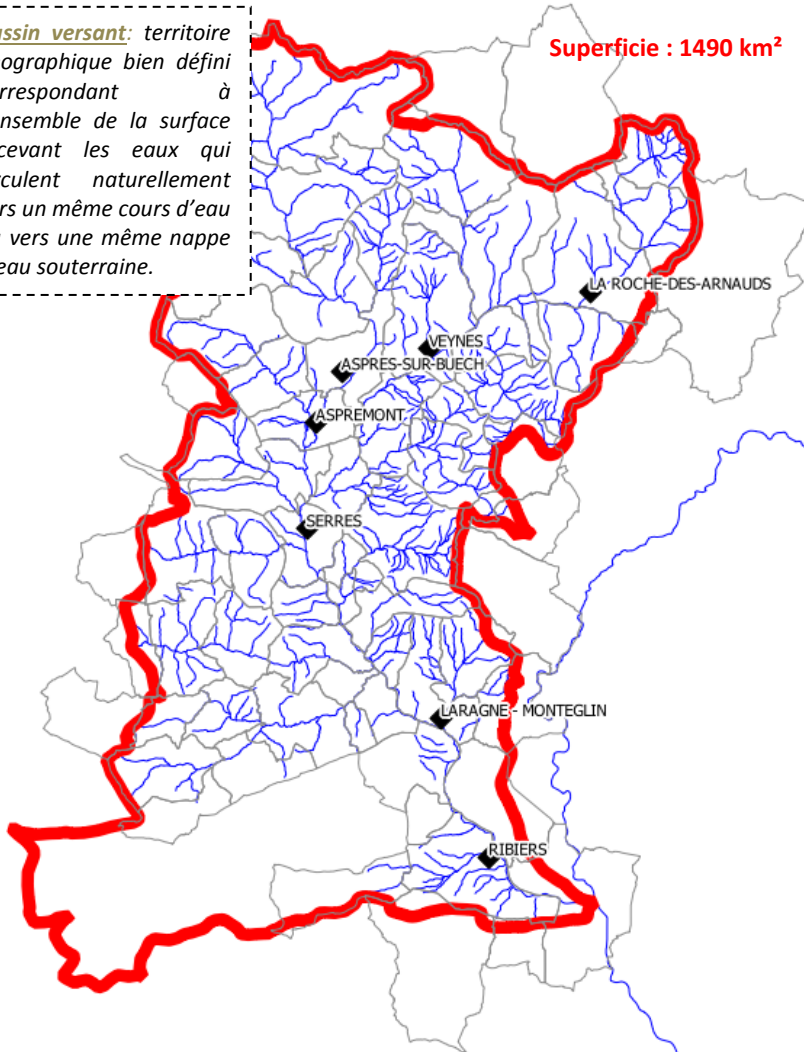 ssin versant: territoire
ographique bien défini
rrespondant à
ensemble de la surface
cevant les eaux qui
culent naturellement
rs un même cours d'eau
vers une même nappe
eau souterraine.
Superficie : 1490 km²
LA ROCHE-DES-ARNAUDS
VEYNES
ASPRES-SUR-BUECH
ASPREMONT
SERRES
LARAGNE - MONTEGLIN
RIBIERS